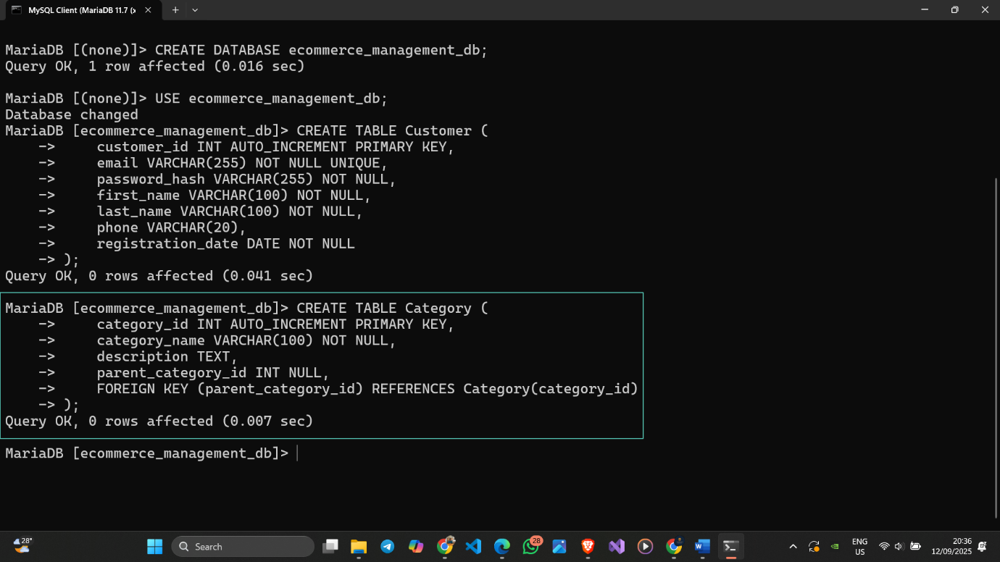 MySQL Client (MariaDB 11.7 (x
MariaDB [(none)]> CREATE DATABASE ecommerce_management_db;
Query OK, 1 row affected (0.016 sec)
MariaDB [(none)]> USE ecommerce_management_db;
Database changed
MariaDB [ecommerce_management_db]> CREATE TABLE Customer (
    ->     customer_id INT AUTO_INCREMENT PRIMARY KEY,
    ->     email VARCHAR(255) NOT NULL UNIQUE,
    ->     password_hash VARCHAR(255) NOT NULL,
    ->     first_name VARCHAR(100) NOT NULL,
    ->     last_name VARCHAR(100) NOT NULL,
    ->     phone VARCHAR(20),
    ->     registration_date DATE NOT NULL
    -> );
Query OK, 0 rows affected (0.041 sec)
MariaDB [ecommerce_management_db]> CREATE TABLE Category (
    ->     category_id INT AUTO_INCREMENT PRIMARY KEY,
    ->     category_name VARCHAR(100) NOT NULL,
    ->     description TEXT,
    ->     parent_category_id INT NULL,
    ->     FOREIGN KEY (parent_category_id) REFERENCES Category(category_id)
    -> );
Query OK, 0 rows affected (0.007 sec)
MariaDB [ecommerce_management_db]>
28°
Search
28
ENG
US
20:36
12/09/2025